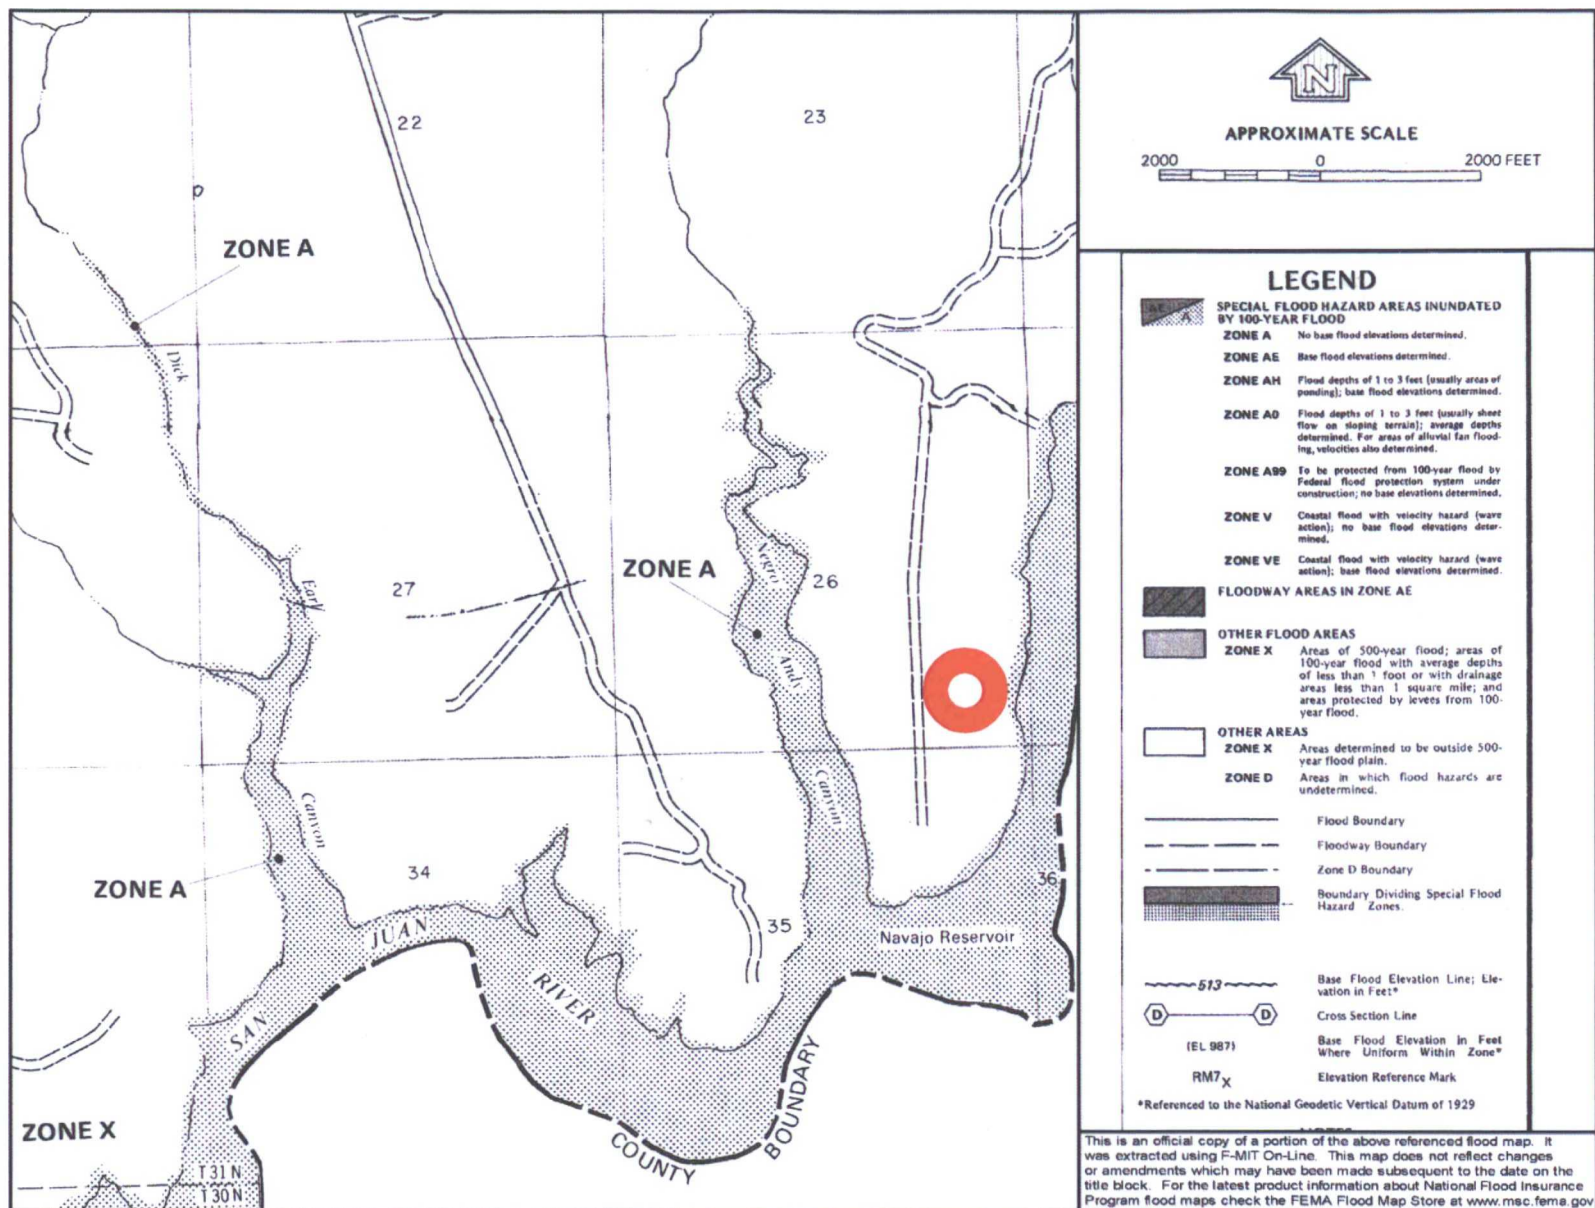 22
23
ZONE A
Dick
27
Early
ZONE A
Negro
26
Andy
Canyon
Canyon
ZONE A
34
35
36
Navajo Reservoir
SAN
JUAN
RIVER
COUNTY
BOUNDARY
ZONE X
T31N
T30N
N
APPROXIMATE SCALE
2000 0 2000 FEET
LEGEND
AE
A
SPECIAL FLOOD HAZARD AREAS INUNDATED
BY 100-YEAR FLOOD
ZONE A No base flood elevations determined.
ZONE AE Base flood elevations determined.
ZONE AH Flood depths of 1 to 3 feet (usually areas of
ponding); base flood elevations determined.
ZONE AO Flood depths of 1 to 3 feet (usually sheet
flow on sloping terrain); average depths
determined. For areas of alluvial fan flood-
ing, velocities also determined.
ZONE A99 To be protected from 100-year flood by
Federal flood protection system under
construction; no base elevations determined.
ZONE V Coastal flood with velocity hazard (wave
action); no base flood elevations deter-
mined.
ZONE VE Coastal flood with velocity hazard (wave
action); base flood elevations determined.
FLOODWAY AREAS IN ZONE AE
OTHER FLOOD AREAS
ZONE X Areas of 500-year flood; areas of
100-year flood with average depths
of less than 1 foot or with drainage
areas less than 1 square mile; and
areas protected by levees from 100-
year flood.
OTHER AREAS
ZONE X Areas determined to be outside 500-
year flood plain.
ZONE D Areas in which flood hazards are
undetermined.
Flood Boundary
Floodway Boundary
Zone D Boundary
Boundary Dividing Special Flood
Hazard Zones.
513 Base Flood Elevation Line; Ele-
vation in Feet*
D D Cross Section Line
(EL 987) Base Flood Elevation in Feet
Where Uniform Within Zone*
RM7X Elevation Reference Mark
*Referenced to the National Geodetic Vertical Datum of 1929
This is an official copy of a portion of the above referenced flood map. It
was extracted using F-MIT On-Line. This map does not reflect changes
or amendments which may have been made subsequent to the date on the
title block. For the latest product information about National Flood Insurance
Program flood maps check the FEMA Flood Map Store at www.msc.fema.gov